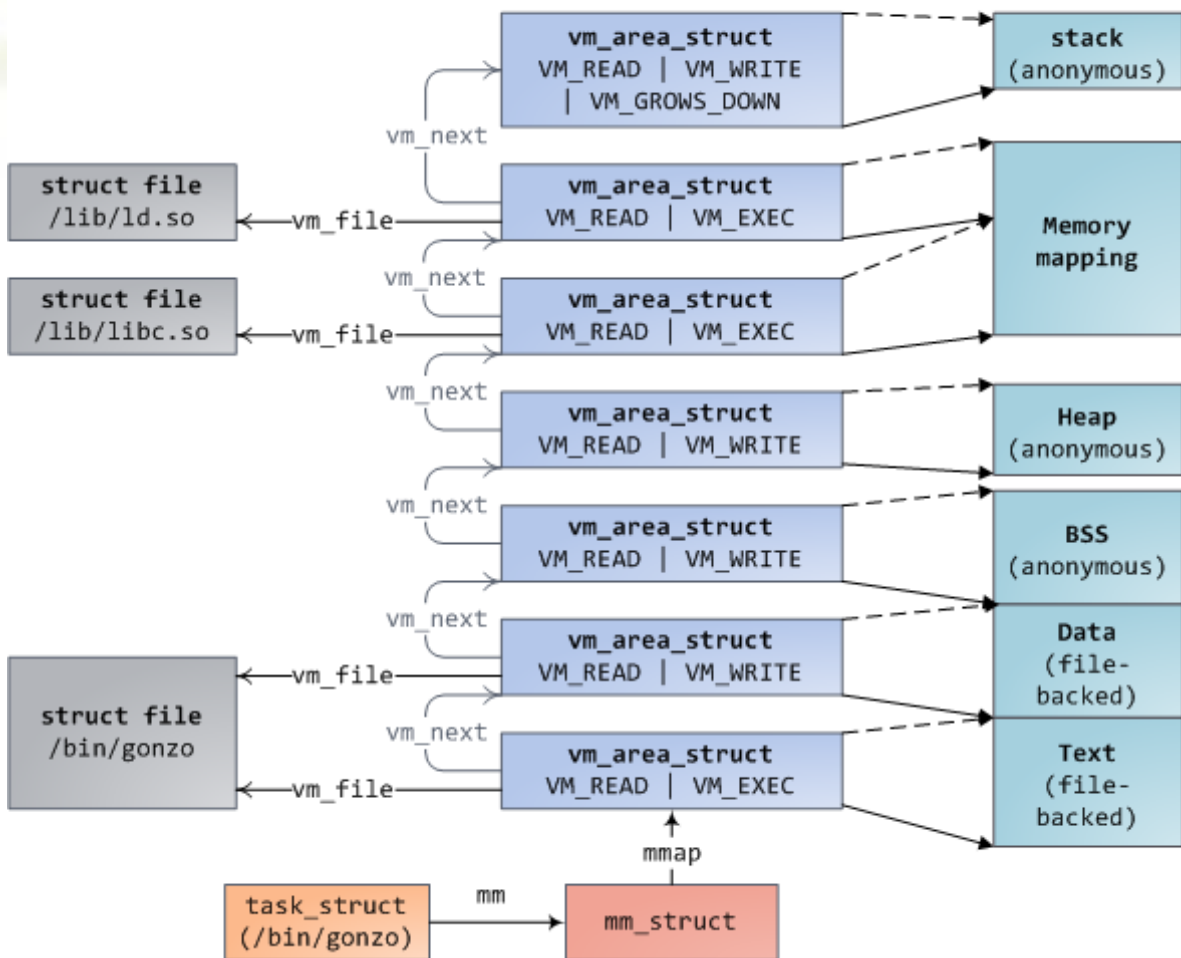 vm_area_struct
VM_READ | VM_WRITE
| VM_GROWS_DOWN
stack
(anonymous)
vm_next
struct file
/lib/ld.so
vm_file
vm_area_struct
VM_READ | VM_EXEC
Memory
mapping
vm_next
struct file
/lib/libc.so
vm_file
vm_area_struct
VM_READ | VM_EXEC
vm_next
vm_area_struct
VM_READ | VM_WRITE
Heap
(anonymous)
vm_next
vm_area_struct
VM_READ | VM_WRITE
BSS
(anonymous)
vm_next
vm_area_struct
VM_READ | VM_WRITE
Data
(file-
backed)
vm_file
struct file
/bin/gonzo
vm_next
vm_file
vm_area_struct
VM_READ | VM_EXEC
Text
(file-
backed)
mmap
task_struct
(/bin/gonzo)
mm
mm_struct